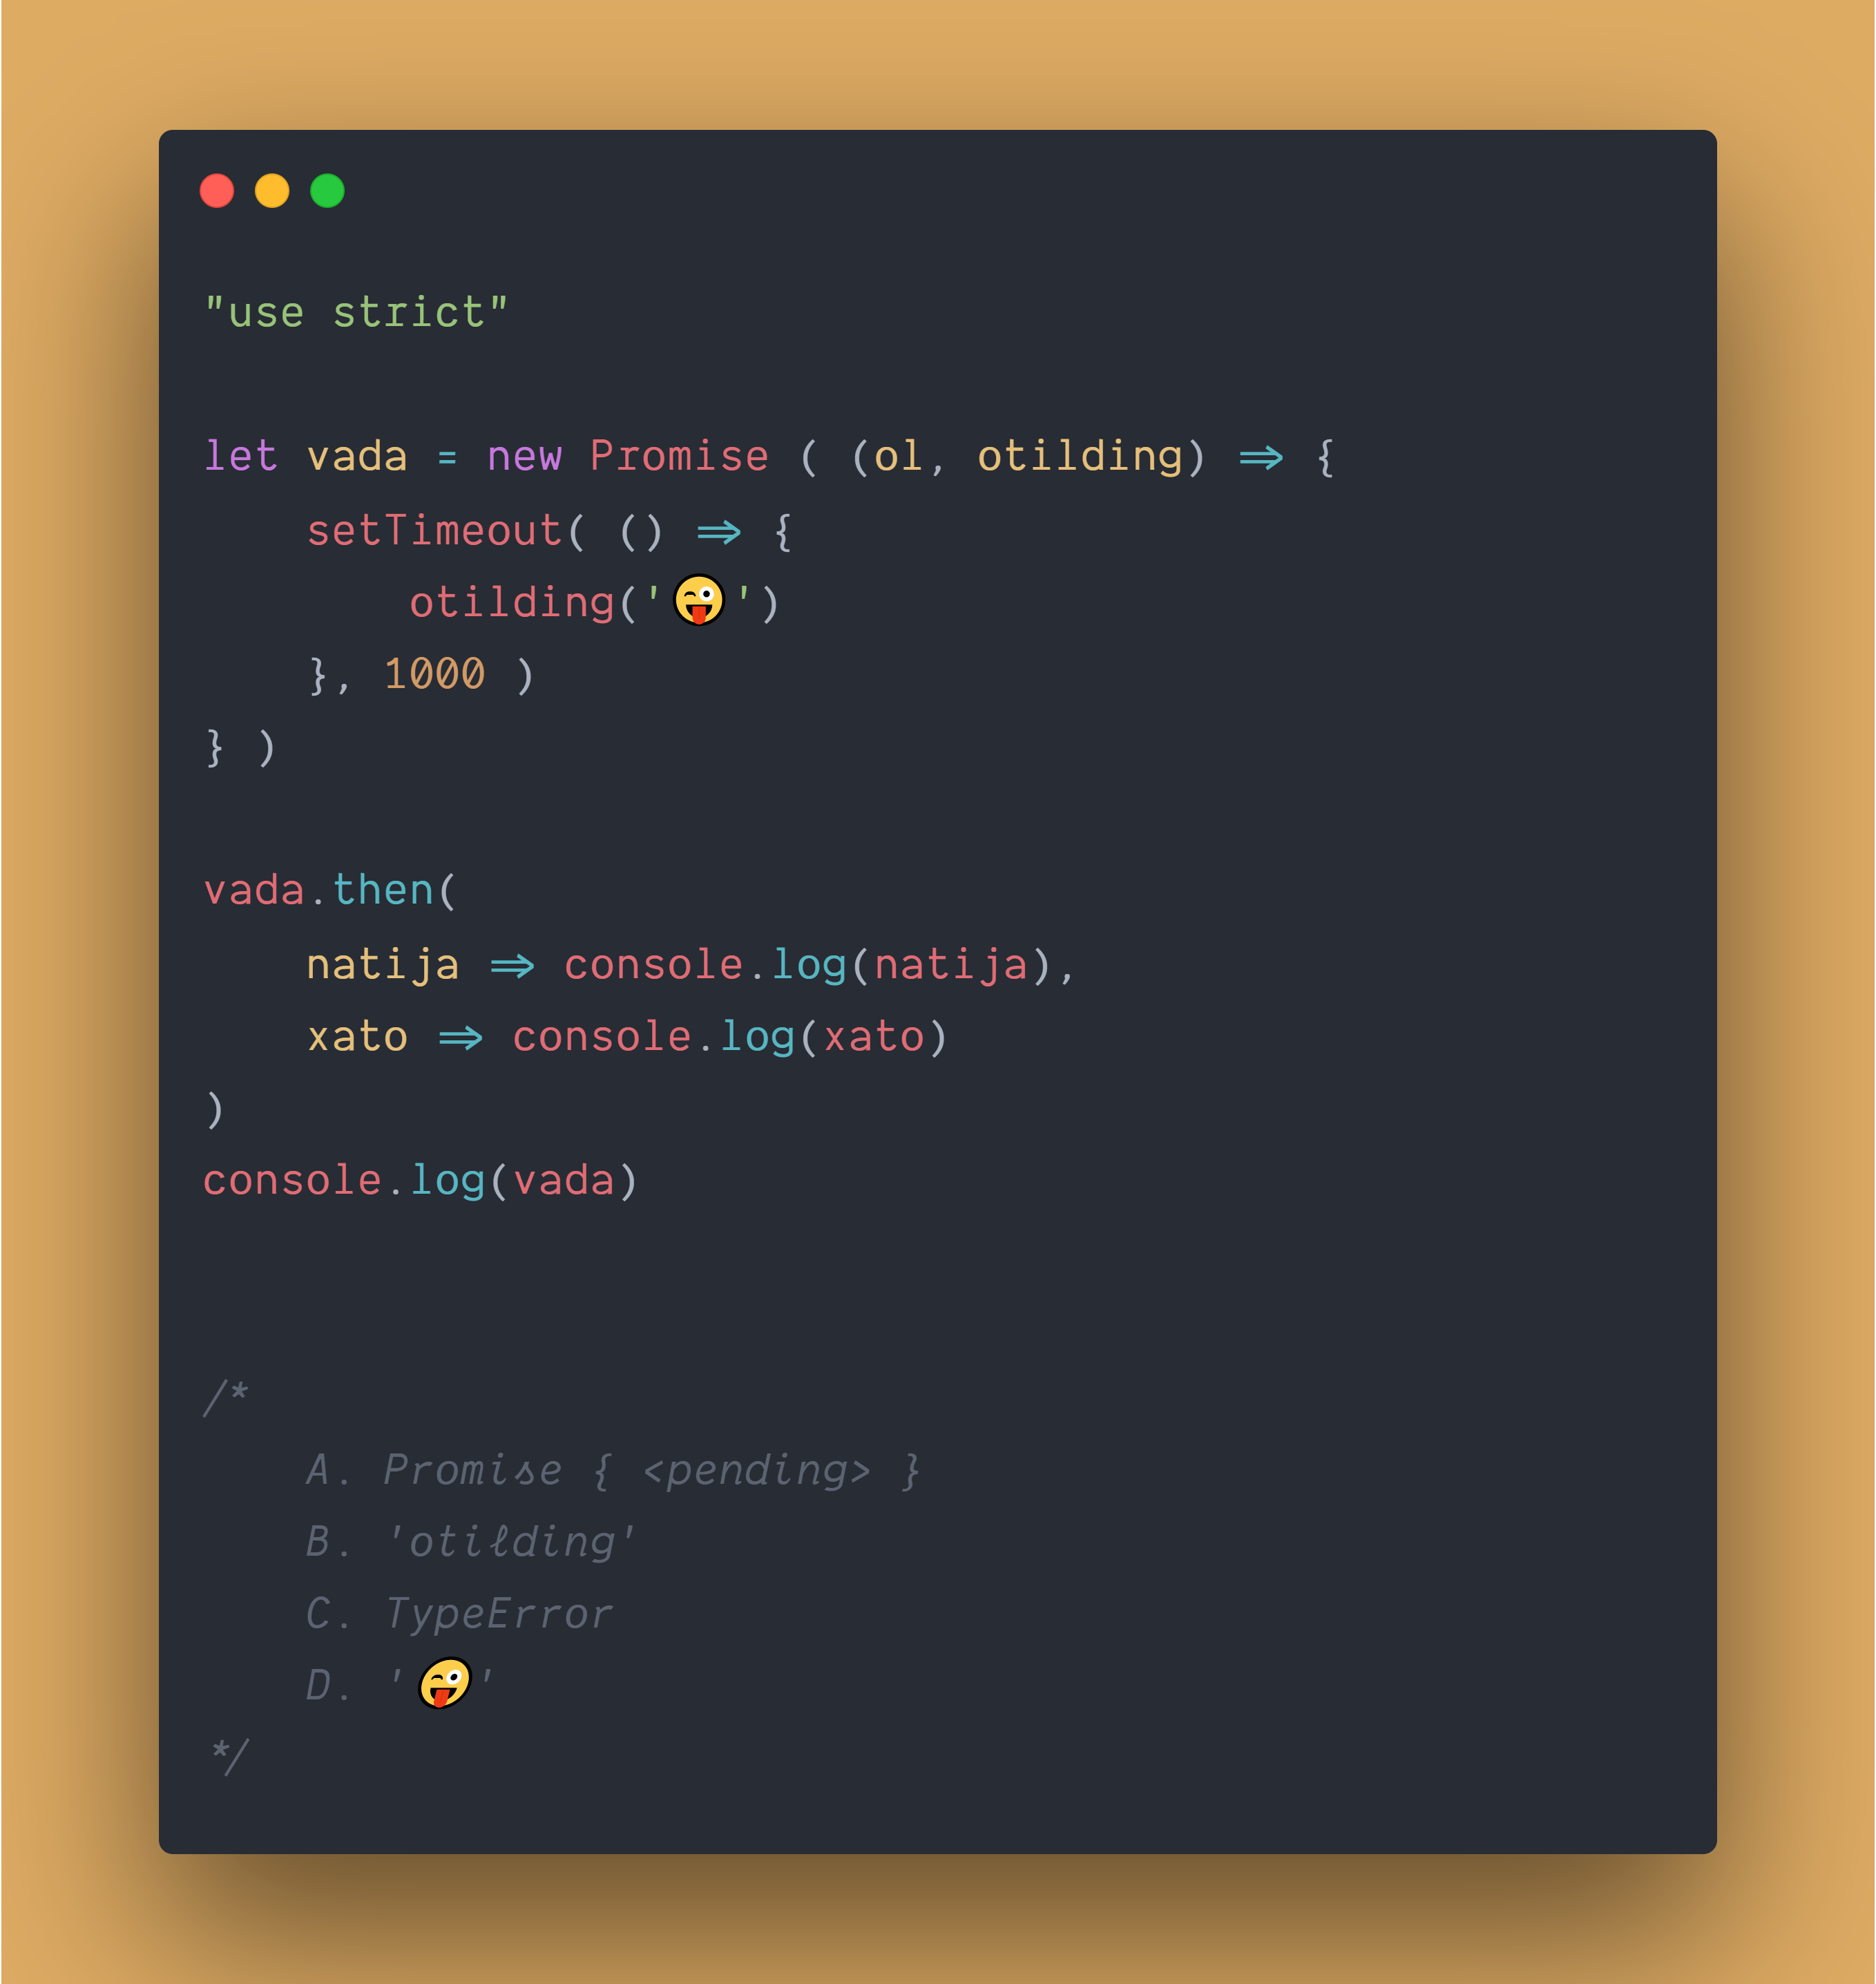 "use strict"
let vada = new Promise ( (ol, otilding) => {
setTimeout( () => {
otilding('😜')
}, 1000 )
} )
vada.then(
natija => console.log(natija),
xato => console.log(xato)
)
console.log(vada)
/*
A. Promise { <pending> }
B. 'otilding'
C. TypeError
D. '😜'
*/